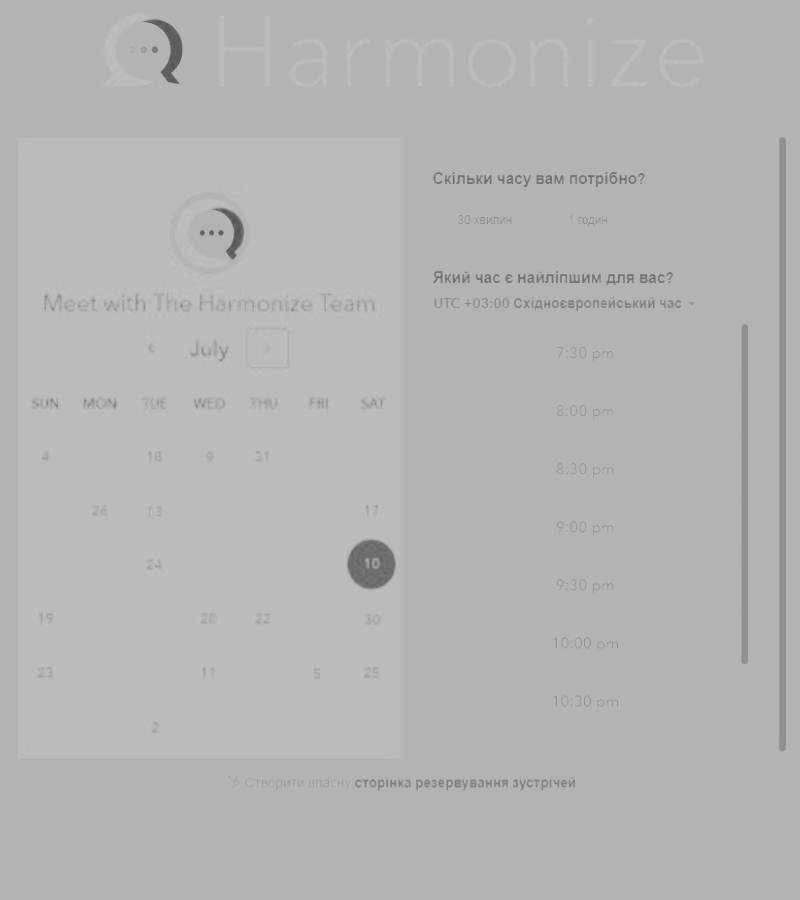 Harmonize
Meet with The Harmonize Team
July
SUN MON TUE WED THU FRI SAT
4 18 9 31
26 13 17
24 10
19 22 30
23 11 5 25
2
Скільки часу вам потрібно?
30 хвилин 1 годин
Який час є найліпшим для вас?
UTC +03:00 Східноєвропейський час
7:30 pm
8:00 pm
8:30 pm
9:00 pm
9:30 pm
10:00 pm
10:30 pm
Створити власну сторінка резервування зустрічей